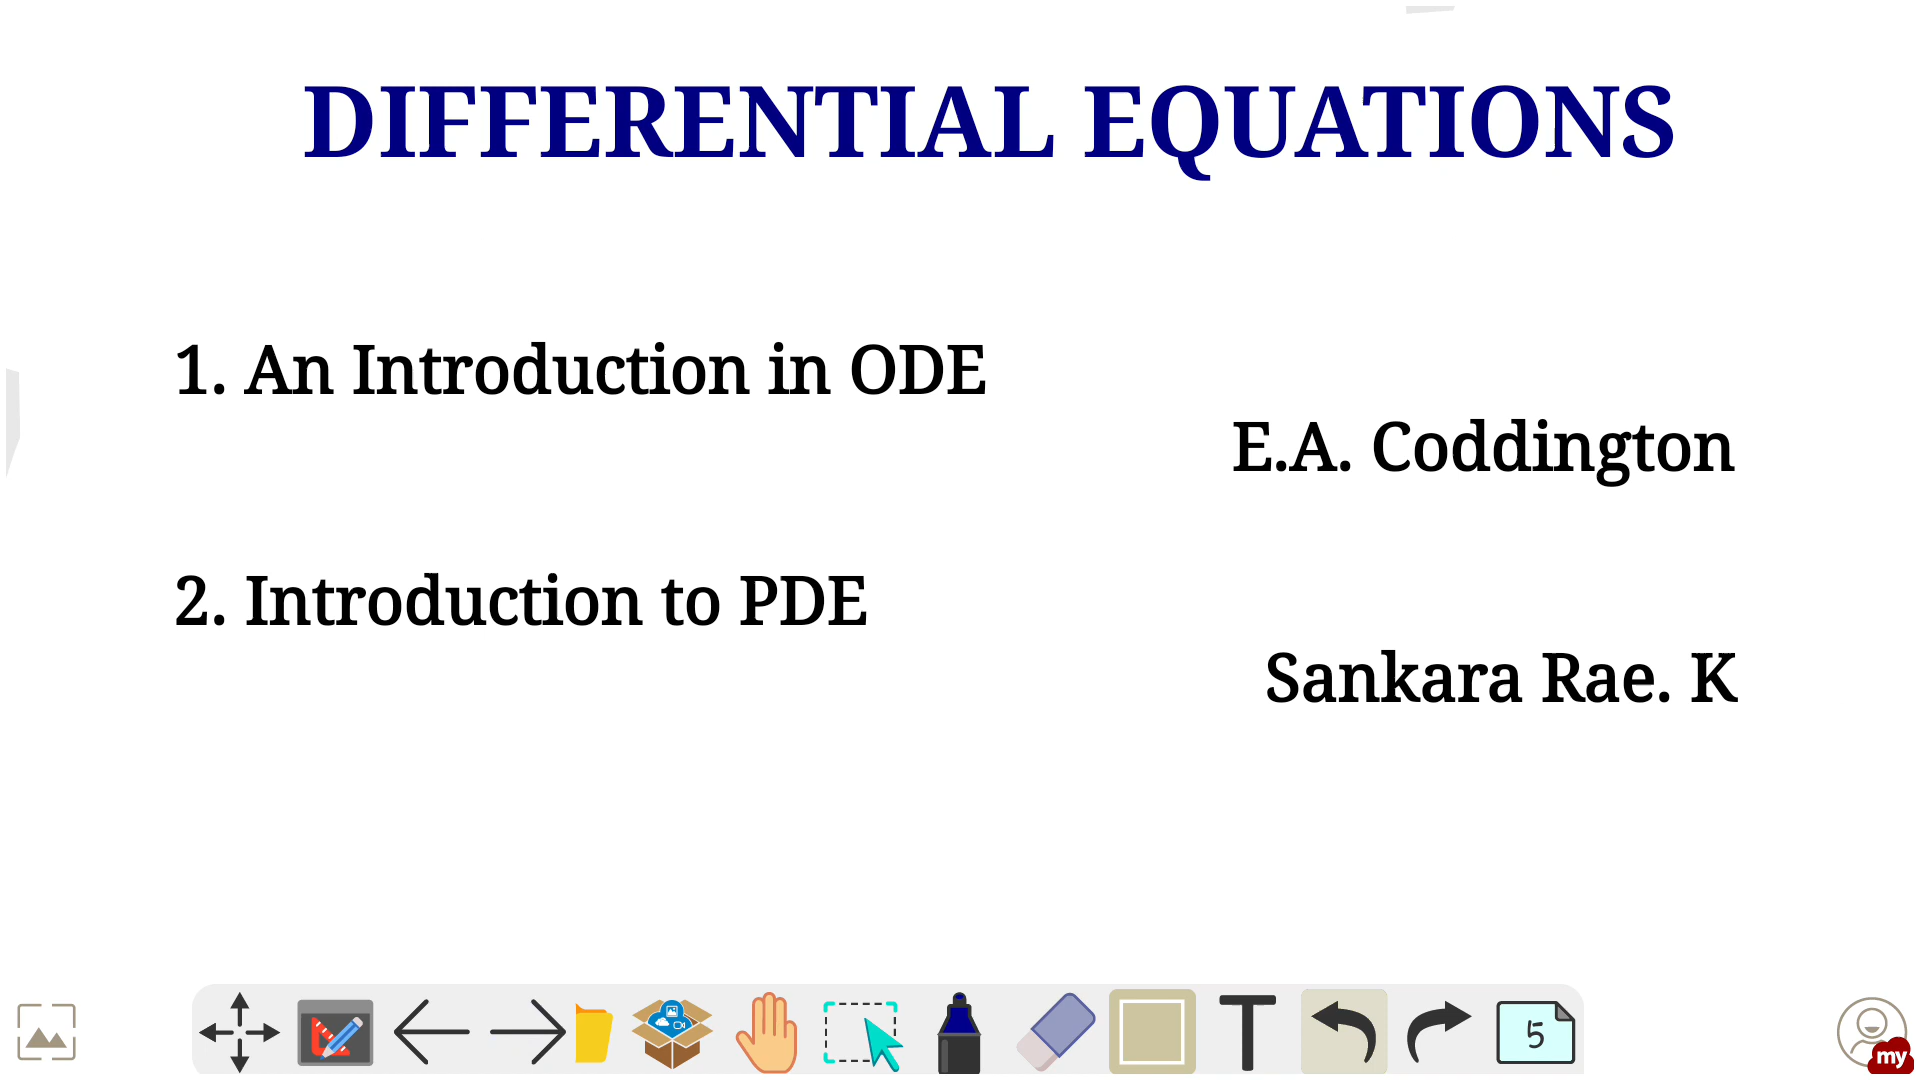 DIFFERENTIAL EQUATIONS
1. An Introduction in ODE
E.A. Coddington
2. Introduction to PDE
Sankara Rae. K
T
5
my